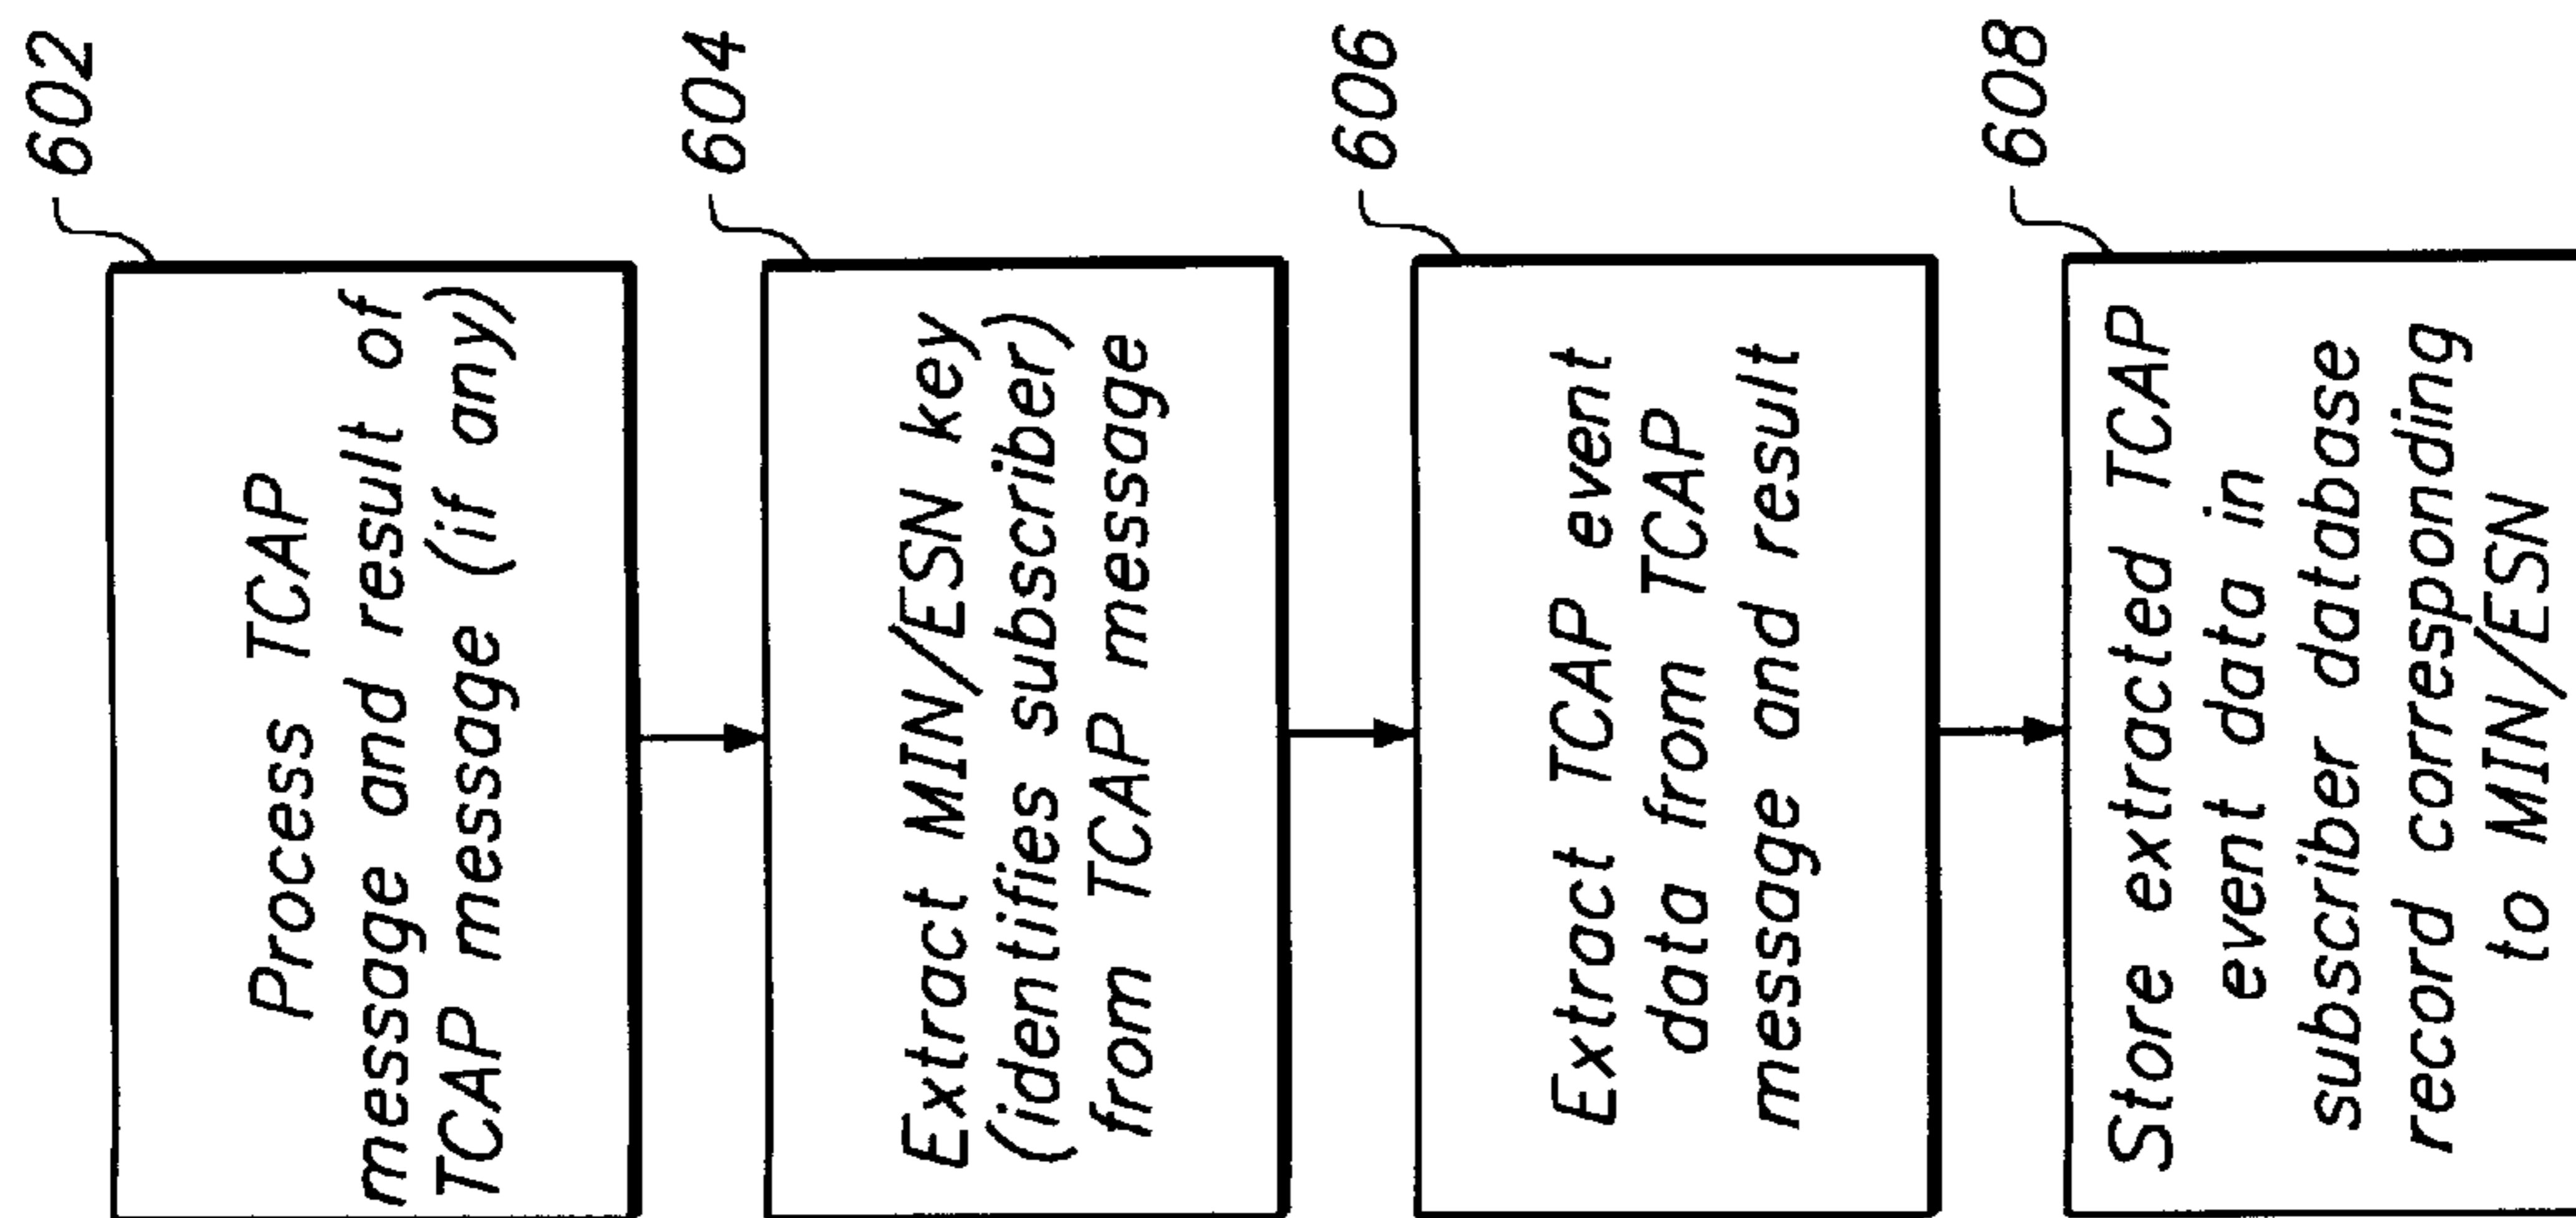 602
Process TCAP
message and result of
TCAP message (if any)
604
Extract MIN/ESN key
(identifies subscriber)
from TCAP message
606
Extract TCAP event
data from TCAP
message and result
608
Store extracted TCAP
event data in
subscriber database
record corresponding
to MIN/ESN